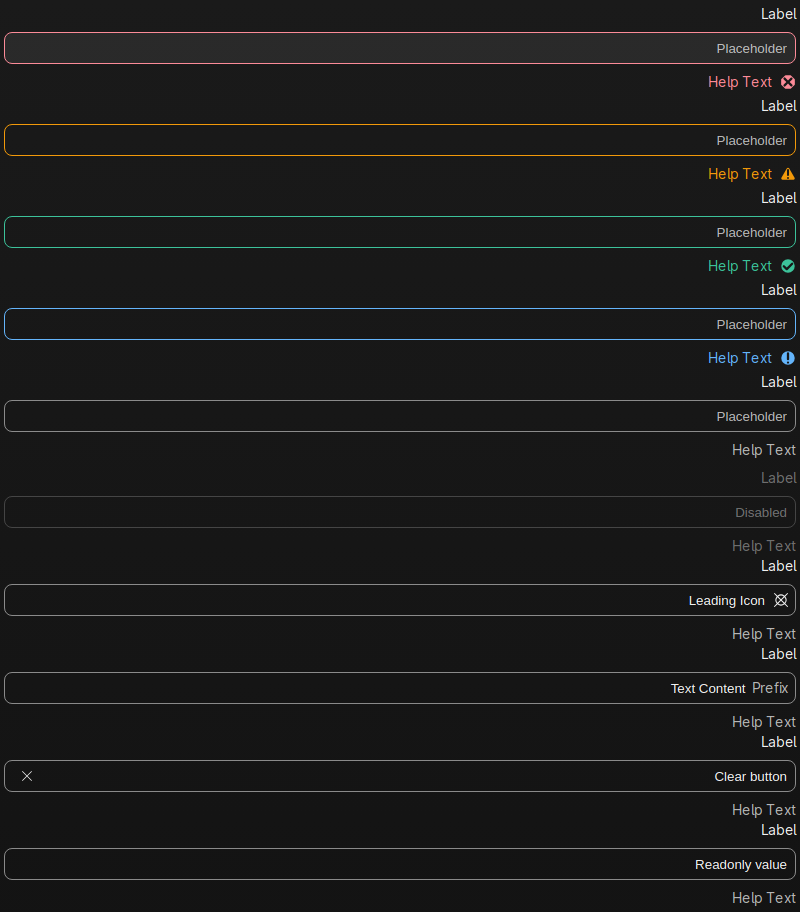 Label
Placeholder
Help Text
Label
Placeholder
Help Text
Label
Placeholder
Help Text
Label
Placeholder
Help Text
Label
Placeholder
Help Text
Label
Disabled
Help Text
Label
Leading Icon
Help Text
Label
Text Content Prefix
Help Text
Label
Clear button
Help Text
Label
Readonly value
Help Text